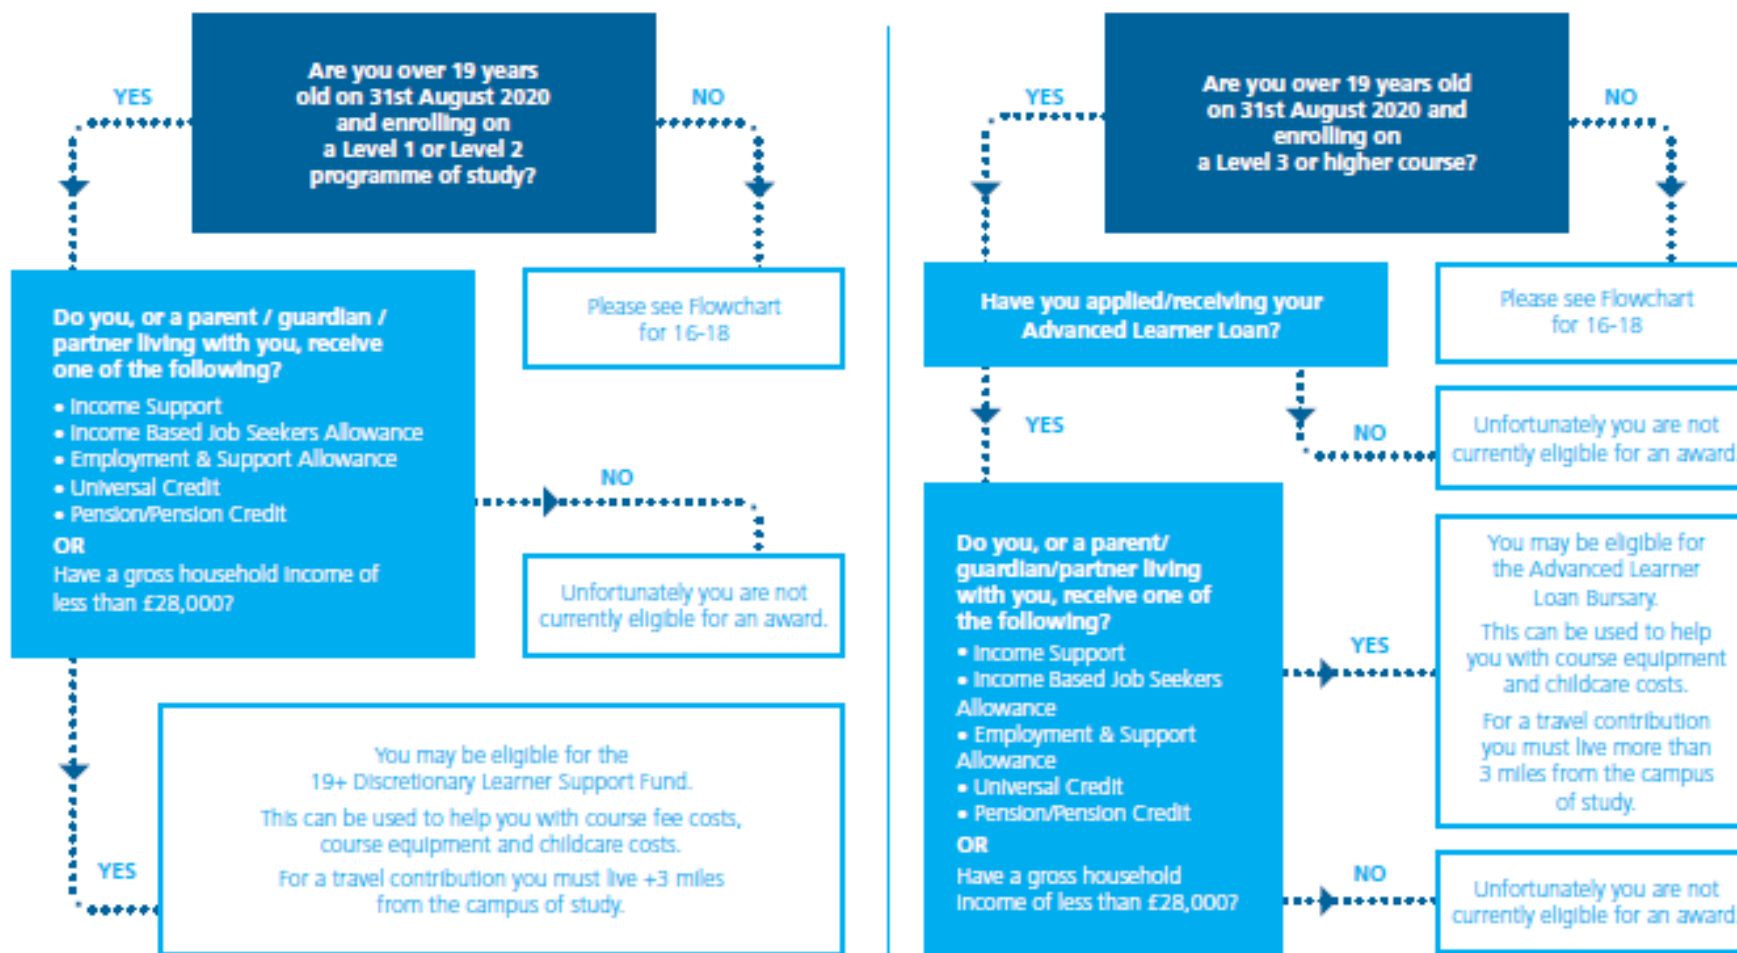 Are you over 19 years
old on 31st August 2020
and enrolling on
a Level 1 or Level 2
programme of study?
YES
NO
Please see Flowchart
for 16-18
Do you, or a parent / guardian /
partner living with you, receive
one of the following?
• Income Support
• Income Based Job Seekers Allowance
• Employment & Support Allowance
• Universal Credit
• Pension/Pension Credit
OR
Have a gross household income of
less than £28,000?
NO
Unfortunately you are not
currently eligible for an award.
YES
You may be eligible for the
19+ Discretionary Learner Support Fund.
This can be used to help you with course fee costs,
course equipment and childcare costs.
For a travel contribution you must live +3 miles
from the campus of study.
Are you over 19 years old
on 31st August 2020 and
enrolling on
a Level 3 or higher course?
YES
NO
Please see Flowchart
for 16-18
Have you applied/receiving your
Advanced Learner Loan?
YES
NO
Unfortunately you are not
currently eligible for an award.
Do you, or a parent/
guardian/partner living
with you, receive one of
the following?
• Income Support
• Income Based Job Seekers
Allowance
• Employment & Support
Allowance
• Universal Credit
• Pension/Pension Credit
OR
Have a gross household
income of less than £28,000?
YES
You may be eligible for
the Advanced Learner
Loan Bursary.
This can be used to help
you with course equipment
and childcare costs.
For a travel contribution
you must live more than
3 miles from the campus
of study.
NO
Unfortunately you are not
currently eligible for an award.